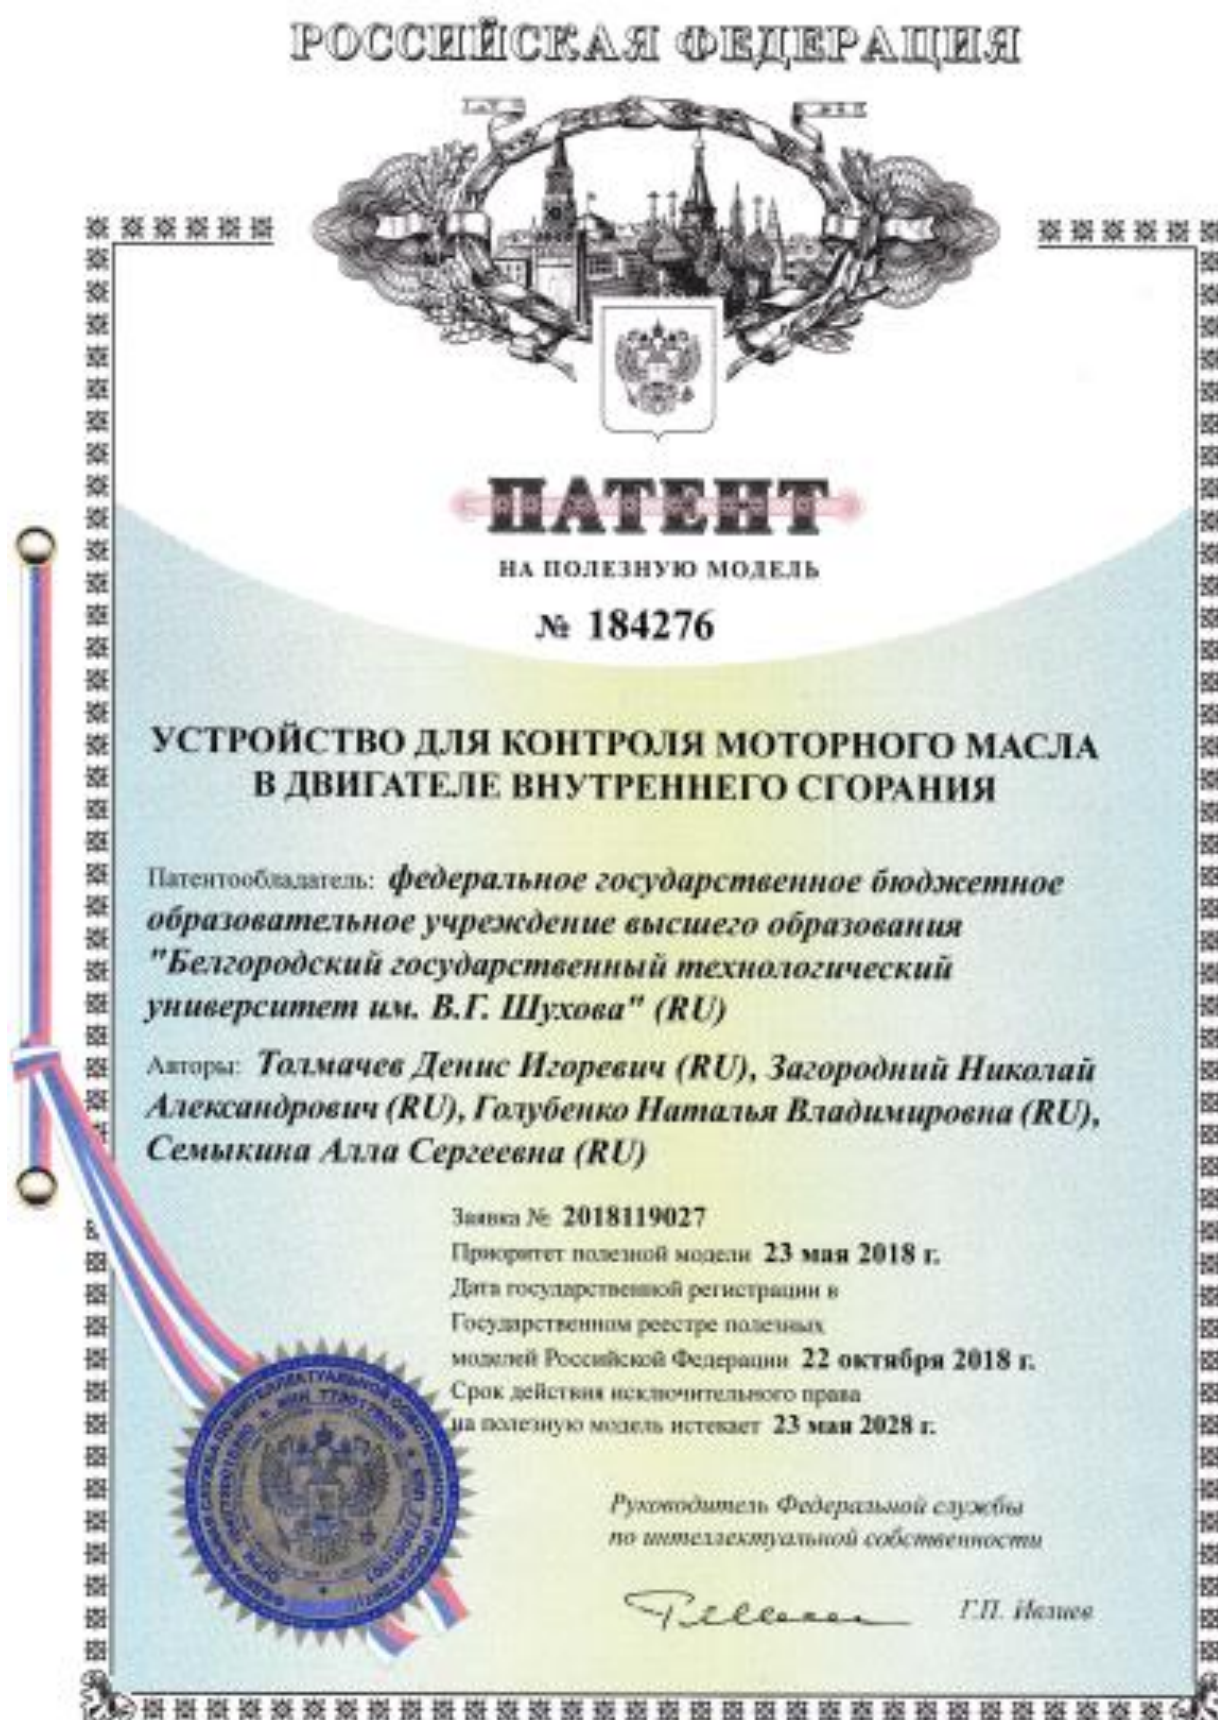 РОССИЙСКАЯ ФЕДЕРАЦИЯ
ПАТЕНТ
НА ПОЛЕЗНУЮ МОДЕЛЬ
№ 184276
УСТРОЙСТВО ДЛЯ КОНТРОЛЯ МОТОРНОГО МАСЛА
В ДВИГАТЕЛЕ ВНУТРЕННЕГО СГОРАНИЯ
Патентообладатель: федеральное государственное бюджетное
образовательное учреждение высшего образования
"Белгородский государственный технологический
университет им. В.Г. Шухова" (RU)
Авторы: Толмачев Денис Игоревич (RU), Загородний Николай
Александрович (RU), Голубенко Наталья Владимировна (RU),
Семыкина Алла Сергеевна (RU)
Заявка № 2018119027
Приоритет полезной модели 23 мая 2018 г.
Дата государственной регистрации в
Государственном реестре полезных
моделей Российской Федерации 22 октября 2018 г.
Срок действия исключительного права
на полезную модель истекает 23 мая 2028 г.
Руководитель Федеральной службы
по интеллектуальной собственности
Г.П. Ивлиев